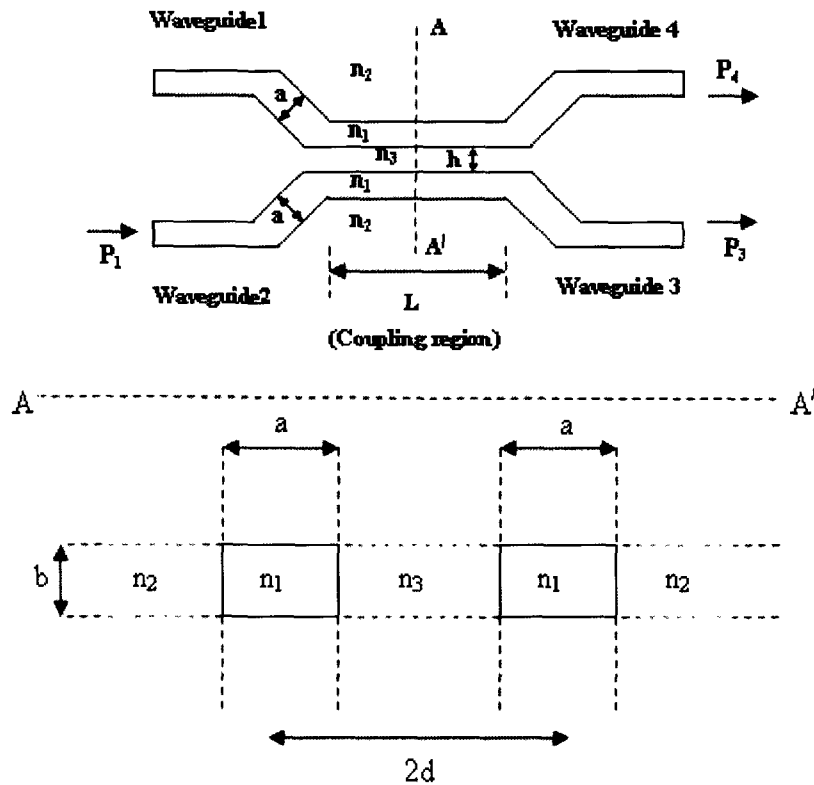 Waveguide1
A
Waveguide 4
n₂
P₄
a
n₁
n₃
h
n₁
a
n₂
P₁
A'
P₃
Waveguide2
L
Waveguide 3
(Coupling region)
A
A'
a
a
b
n₂
n₁
n₃
n₁
n₂
2d